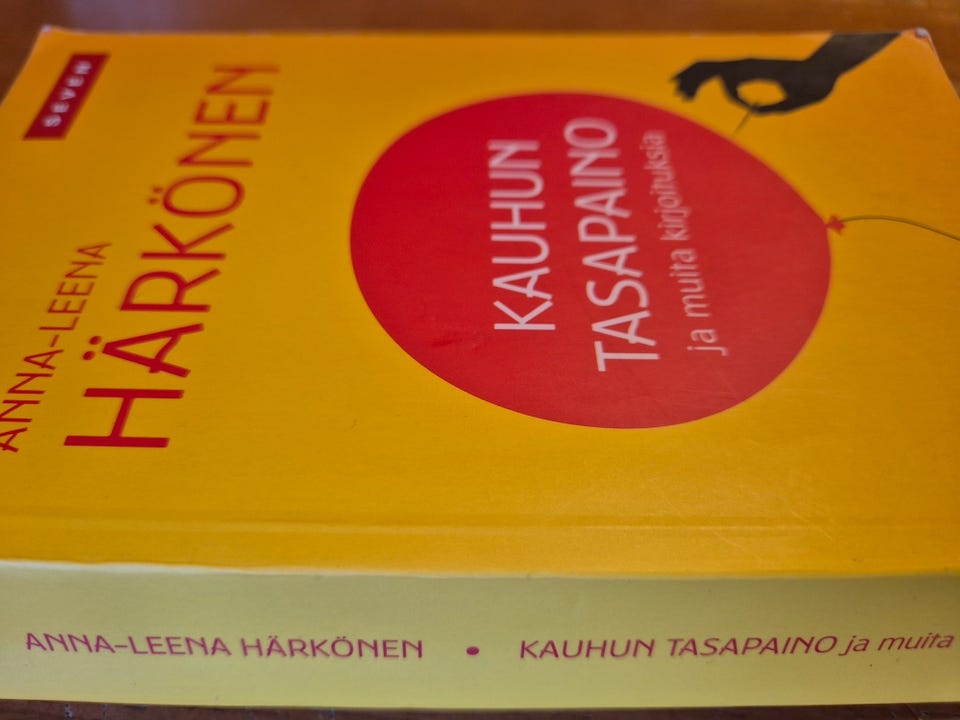 SEVEN
ANNA-LEENA
HÄRKÖNEN
KAUHUN
TASAPAINO
ja muita kirjoituksia
ANNA-LEENA HÄRKÖNEN • KAUHUN TASAPAINO ja muita